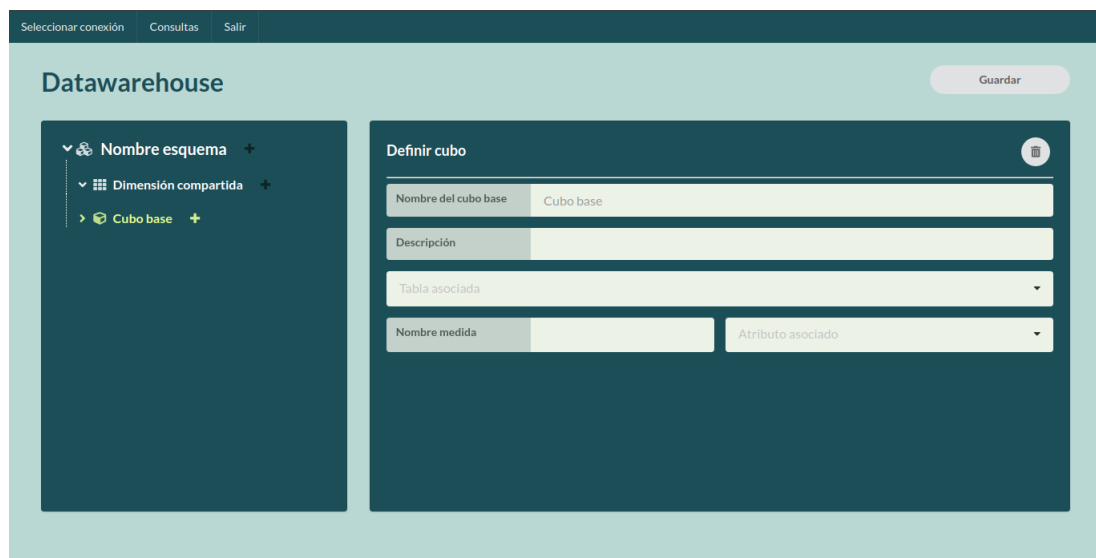 Seleccionar conexión Consultas Salir
Datawarehouse
Guardar
Nombre esquema
Dimensión compartida
Cubo base
Definir cubo
Nombre del cubo base Cubo base
Descripción
Tabla asociada
Nombre medida Atributo asociado